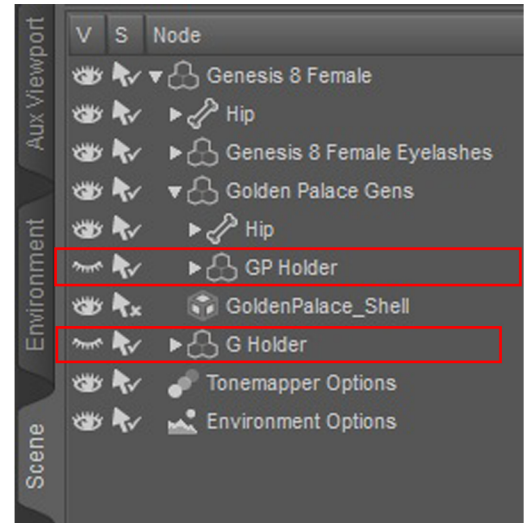 V S Node
Genesis 8 Female
Hip
Genesis 8 Female Eyelashes
Golden Palace Gens
Hip
GP Holder
GoldenPalace_Shell
G Holder
Tonemapper Options
Environment Options
Aux Viewport
Environment
Scene